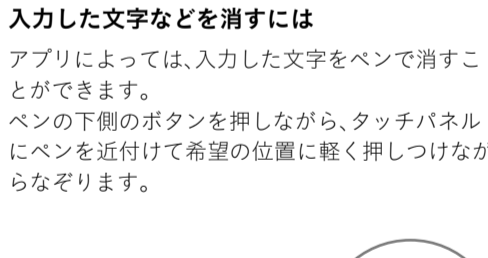 入力した文字などを消すには
アプリによっては､入力した文字をペンで消すこ
とができます。
ペンの下側のボタンを押しながら､タッチパネル
にペンを近付けて希望の位置に軽く押しつけなが
らなぞります。